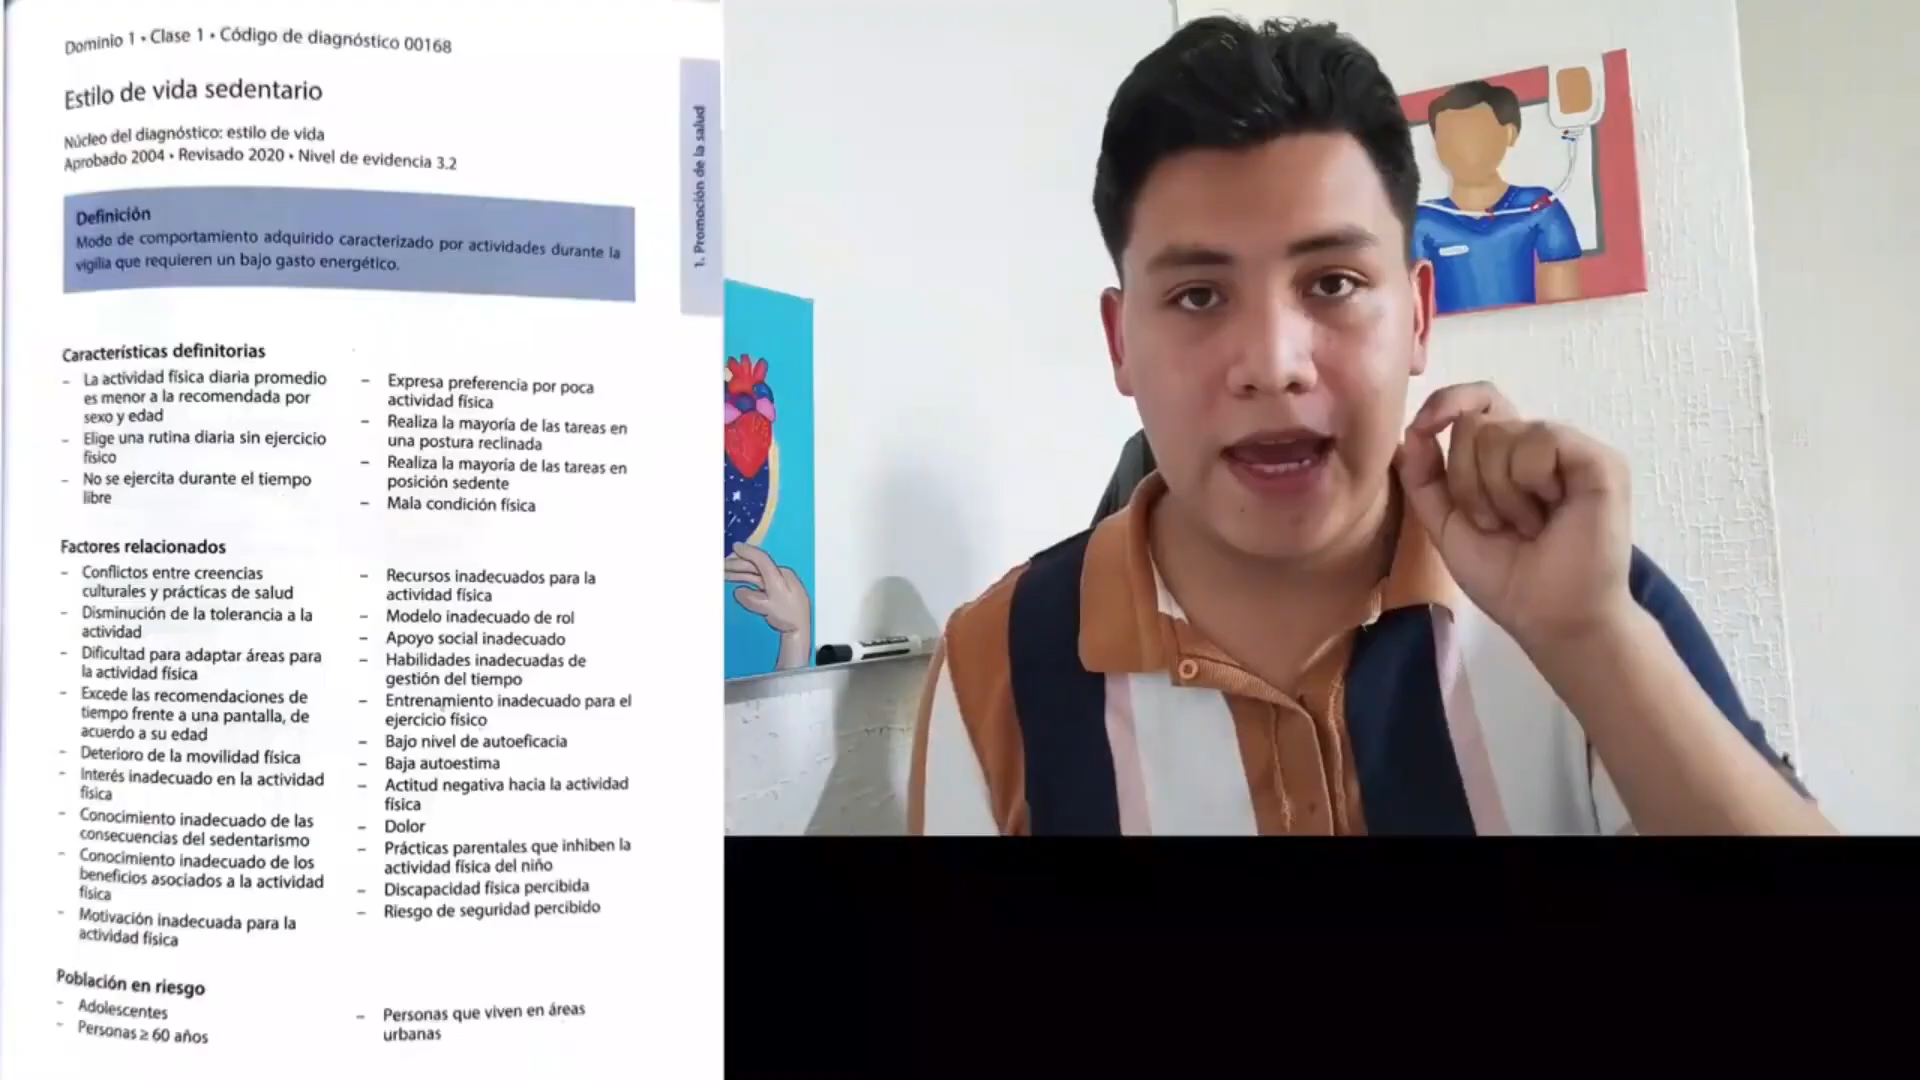 Dominio 1 • Clase 1 • Código de diagnóstico 00168
Estilo de vida sedentario
Núcleo del diagnóstico: estilo de vida
Aprobado 2004 • Revisado 2020 • Nivel de evidencia 3.2
1. Promoción de la salud
Definición
Modo de comportamiento adquirido caracterizado por actividades durante la
vigilia que requieren un bajo gasto energético.
Características definitorias
– La actividad física diaria promedio
es menor a la recomendada por
sexo y edad
– Elige una rutina diaria sin ejercicio
físico
– No se ejercita durante el tiempo
libre
– Expresa preferencia por poca
actividad física
– Realiza la mayoría de las tareas en
una postura reclinada
– Realiza la mayoría de las tareas en
posición sedente
– Mala condición física
Factores relacionados
– Conflictos entre creencias
culturales y prácticas de salud
– Disminución de la tolerancia a la
actividad
– Dificultad para adaptar áreas para
la actividad física
– Excede las recomendaciones de
tiempo frente a una pantalla, de
acuerdo a su edad
– Deterioro de la movilidad física
– Interés inadecuado en la actividad
física
– Conocimiento inadecuado de las
consecuencias del sedentarismo
– Conocimiento inadecuado de los
beneficios asociados a la actividad
física
– Motivación inadecuada para la
actividad física
– Recursos inadecuados para la
actividad física
– Modelo inadecuado de rol
– Apoyo social inadecuado
– Habilidades inadecuadas de
gestión del tiempo
– Entrenamiento inadecuado para el
ejercicio físico
– Bajo nivel de autoeficacia
– Baja autoestima
– Actitud negativa hacia la actividad
física
– Dolor
– Prácticas parentales que inhiben la
actividad física del niño
– Discapacidad física percibida
– Riesgo de seguridad percibido
Población en riesgo
– Adolescentes
– Personas ≥ 60 años
– Personas que viven en áreas
urbanas